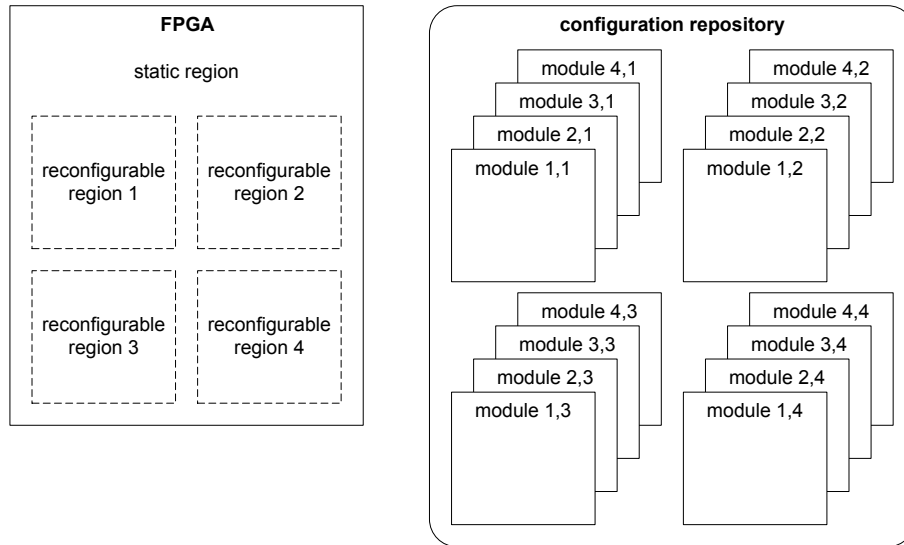 FPGA
static region
reconfigurable
region 1
reconfigurable
region 2
reconfigurable
region 3
reconfigurable
region 4
configuration repository
module 4,1
module 3,1
module 2,1
module 1,1
module 4,2
module 3,2
module 2,2
module 1,2
module 4,3
module 3,3
module 2,3
module 1,3
module 4,4
module 3,4
module 2,4
module 1,4